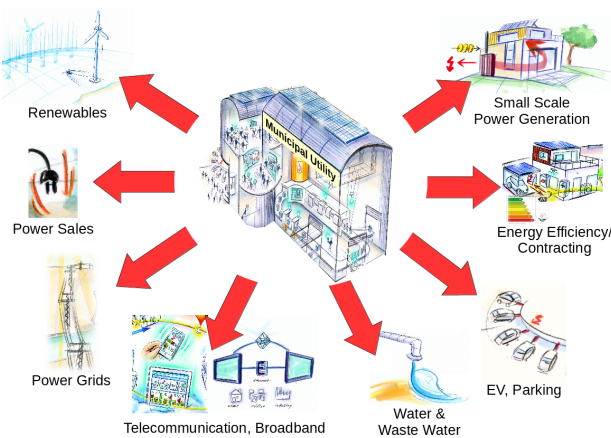 Renewables
Small Scale
Power Generation
Municipal Utility
Power Sales
Energy Efficiency/
Contracting
Power Grids
EV, Parking
Telecommunication, Broadband
Water &
Waste Water